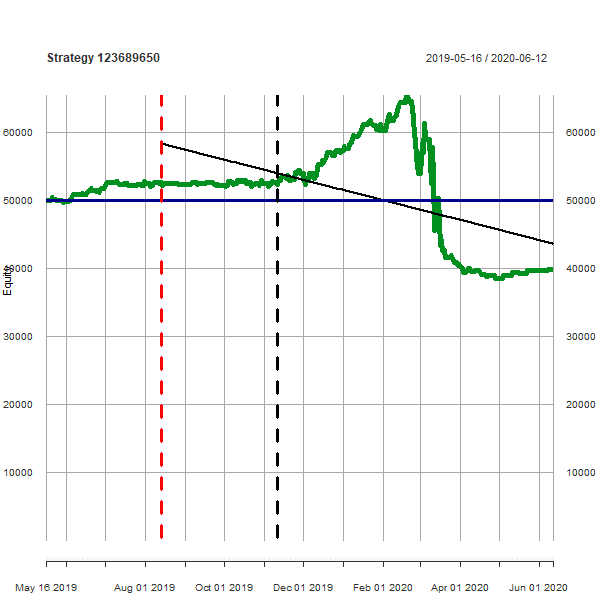 Strategy 123689650
2019-05-16 / 2020-06-12
60000
60000
50000
50000
Equity
40000
40000
30000
30000
20000
20000
10000
10000
May 16 2019
Aug 01 2019
Oct 01 2019
Dec 01 2019
Feb 01 2020
Apr 01 2020
Jun 01 2020